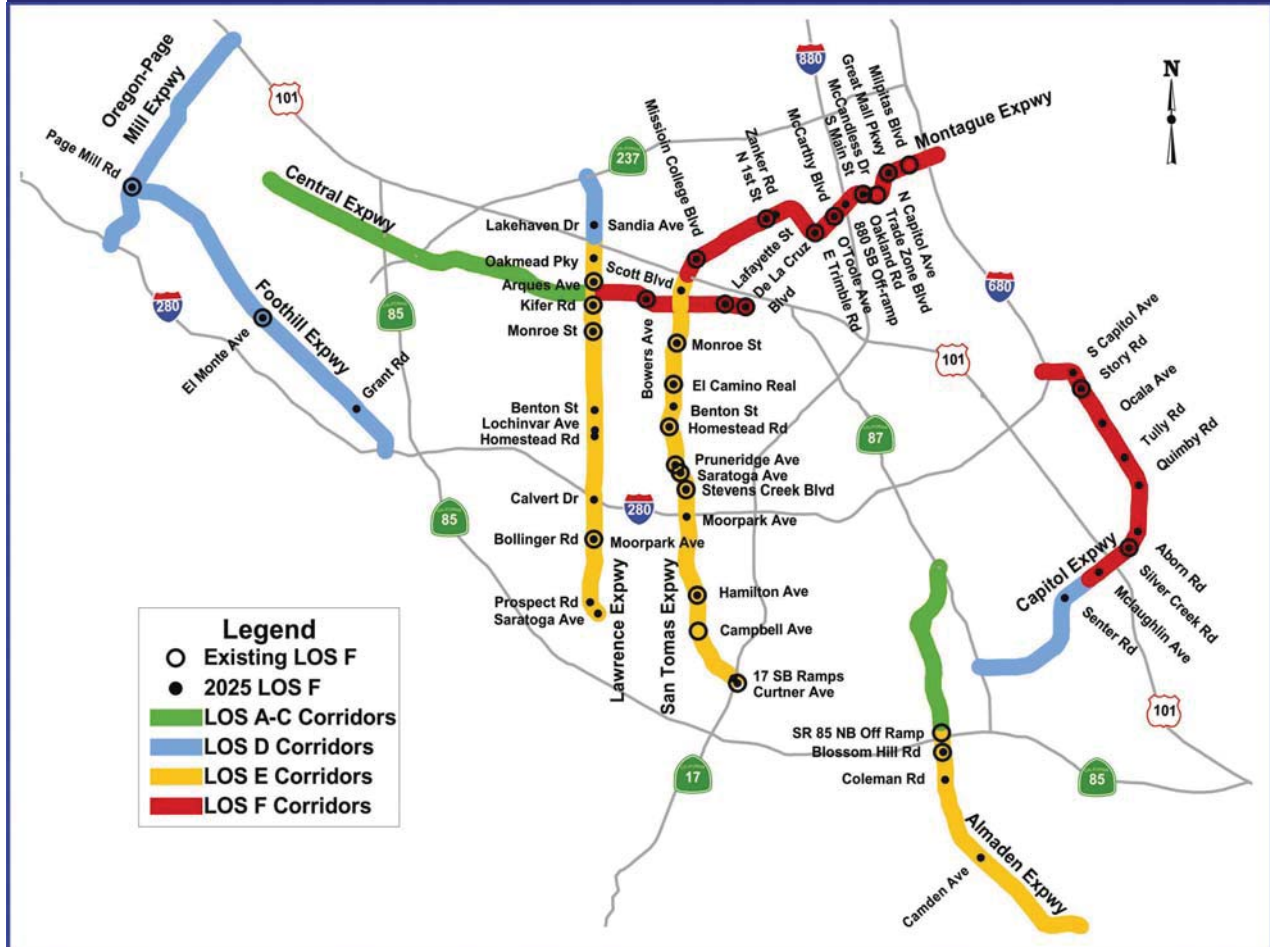 Oregon-Page
Mill Expwy
Page Mill Rd
101
280
Foothill Expwy
El Monte Ave
Grant Rd
Central Expwy
85
85
237
Lakehaven Dr
Sandia Ave
Oakmead Pky
Arques Ave
Kifer Rd
Monroe St
Benton St
Lochinvar Ave
Homestead Rd
Calvert Dr
Bollinger Rd
Moorpark Ave
Prospect Rd
Saratoga Ave
Lawrence Expwy
280
Scott Blvd
Bowers Ave
Lafayette St
De La Cruz
Blvd
Monroe St
El Camino Real
Benton St
Homestead Rd
Pruneridge Ave
Saratoga Ave
Stevens Creek Blvd
Moorpark Ave
Hamilton Ave
Campbell Ave
17 SB Ramps
Curtner Ave
San Tomas Expwy
17
Missioin College Blvd
Zanker Rd
N 1st St
McCarthy Blvd
S Main St
McCandless Dr
Great Mall Pkwy
Milpitas Blvd
Montague Expwy
880
N Capitol Ave
Trade Zone Blvd
Oakland Rd
880 SB Off-ramp
O'Toole Ave
E Trimble Rd
N
680
101
87
S Capitol Ave
Story Rd
Ocala Ave
Tully Rd
Quimby Rd
Aborn Rd
Silver Creek Rd
Mclaughlin Ave
Senter Rd
Capitol Expwy
101
85
SR 85 NB Off Ramp
Blossom Hill Rd
Coleman Rd
Camden Ave
Almaden Expwy
Legend
Existing LOS F
2025 LOS F
LOS A-C Corridors
LOS D Corridors
LOS E Corridors
LOS F Corridors